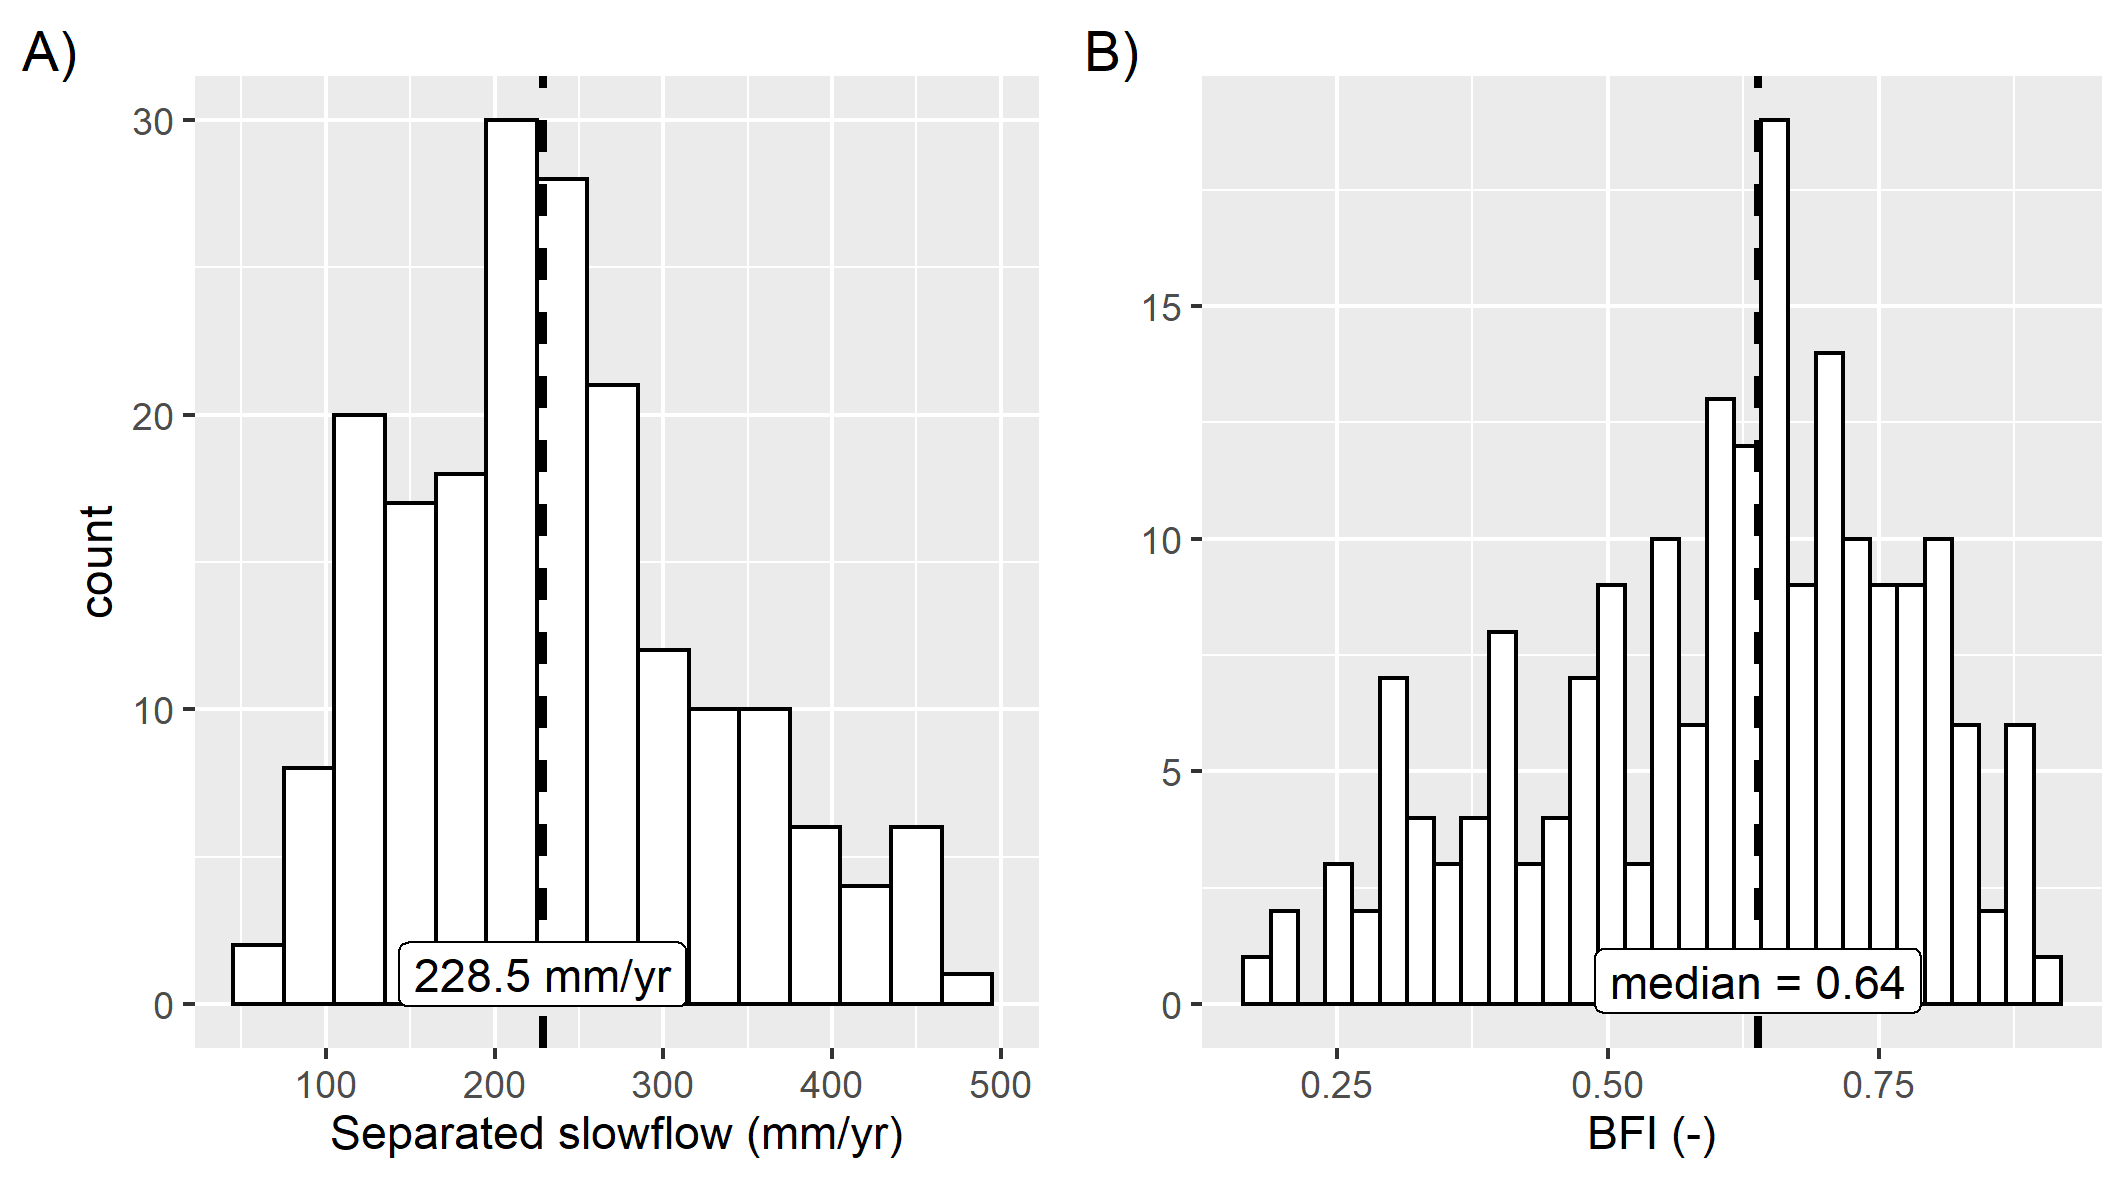 A)
30
20
10
0
count
228.5 mm/yr
100 200 300 400 500
Separated slowflow (mm/yr)
B)
15
10
5
0
median = 0.64
0.25 0.50 0.75
BFI (-)